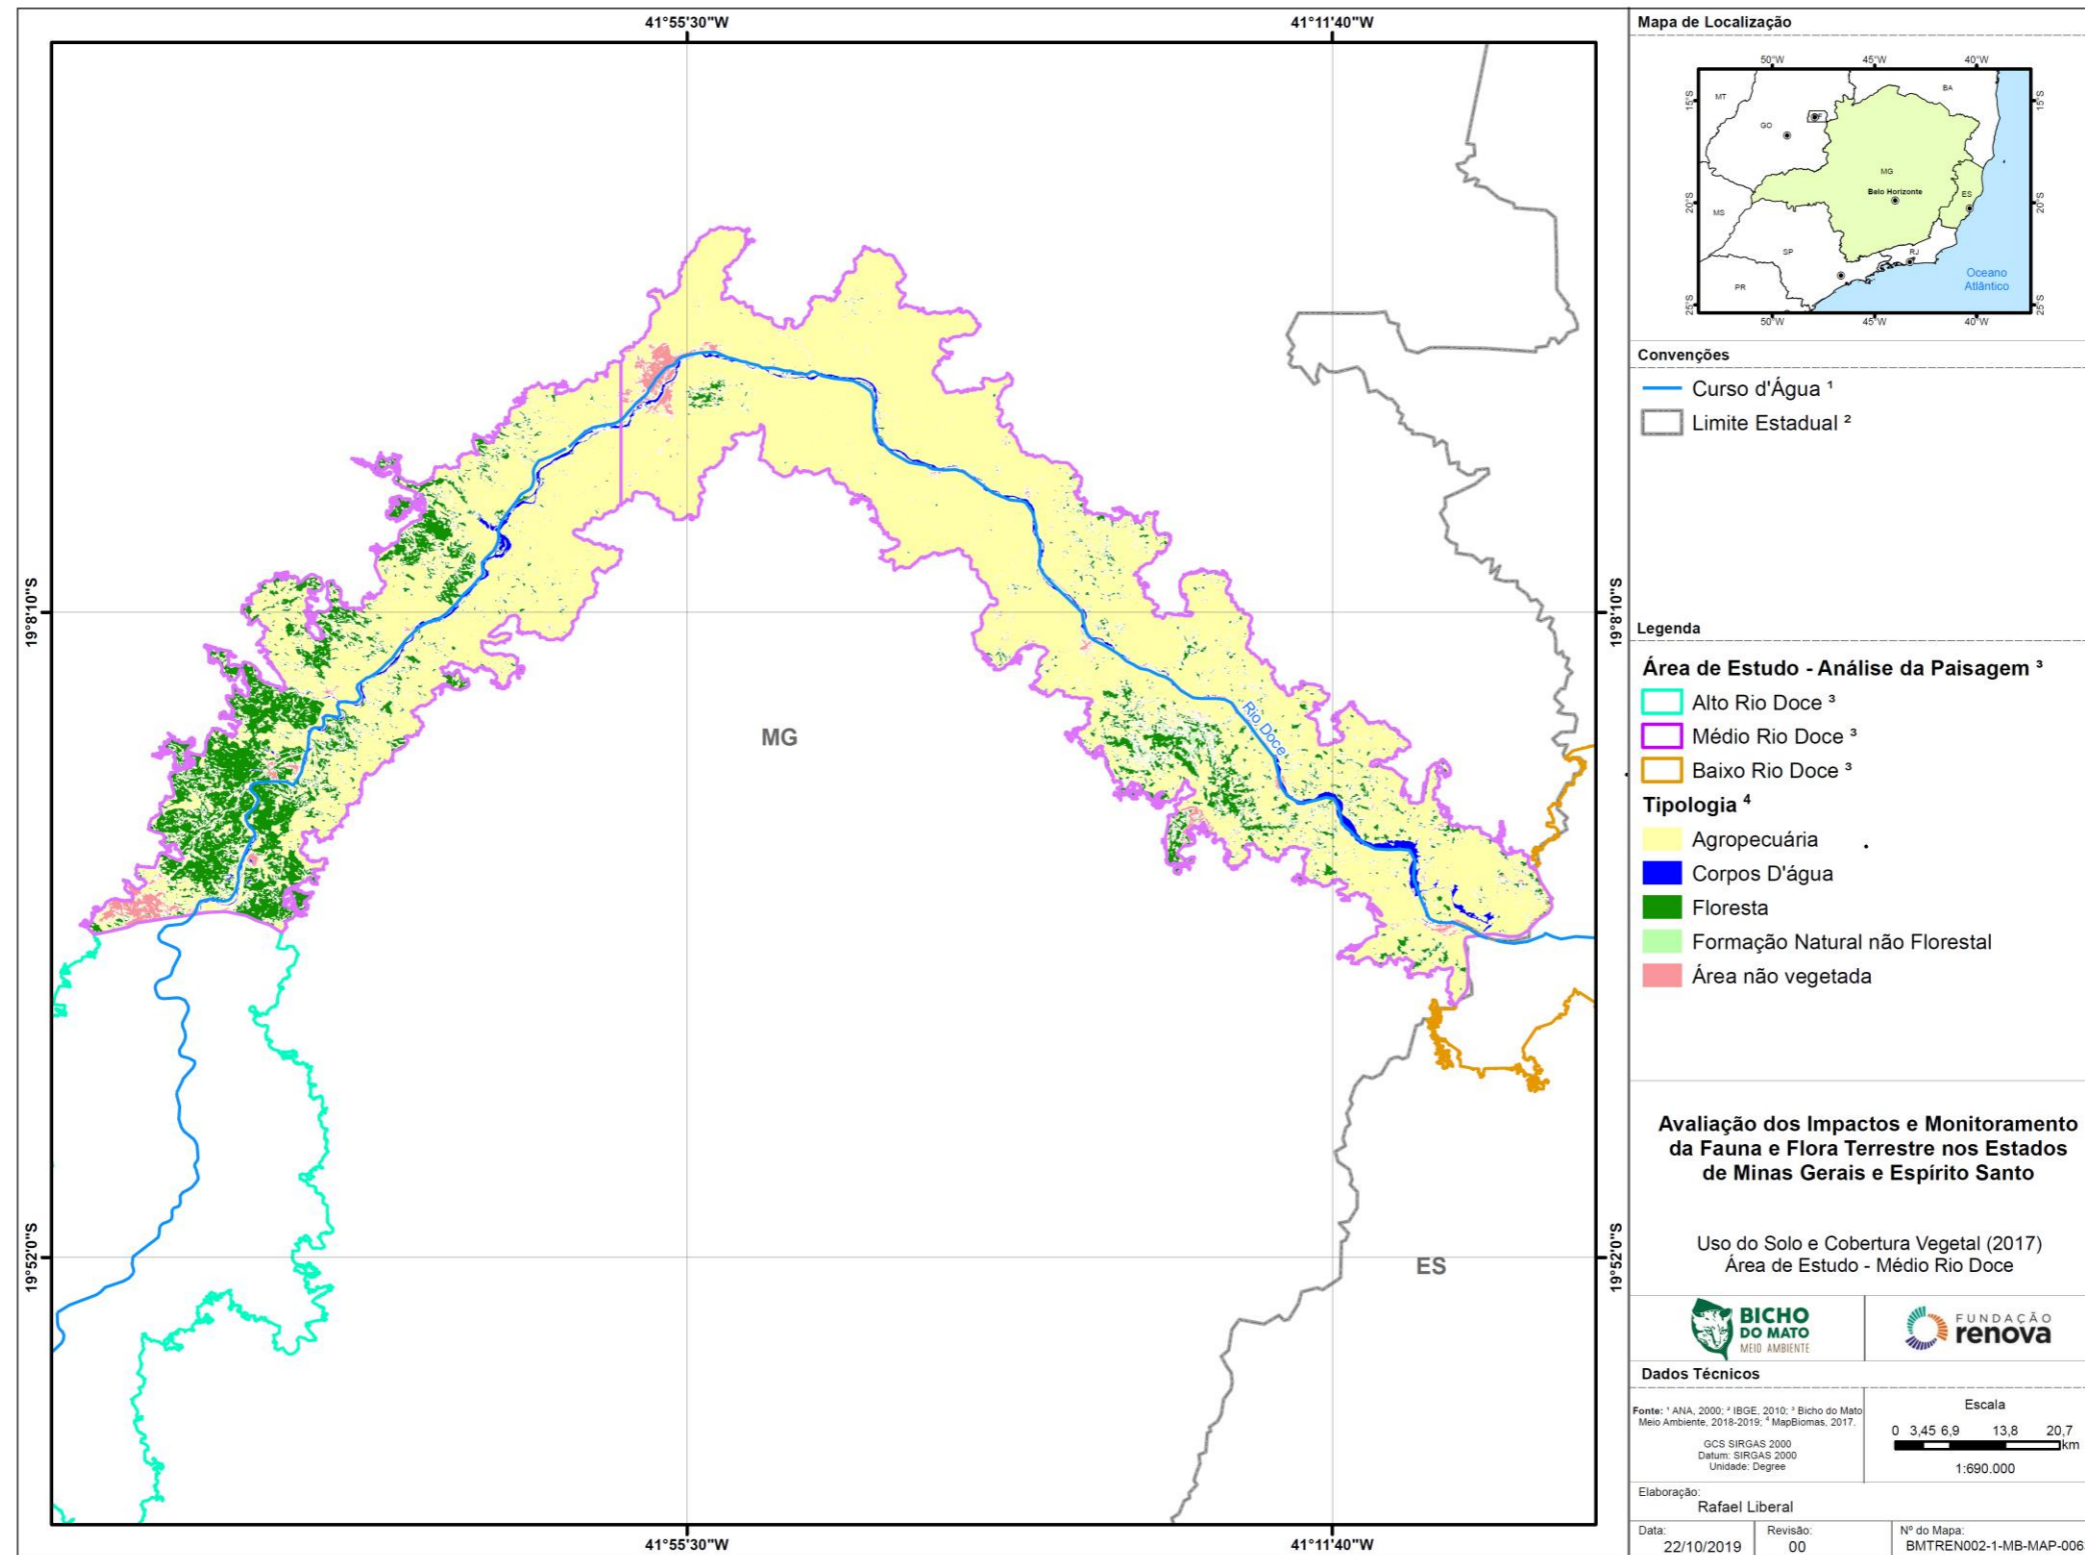 41°55'30"W
41°11'40"W
19°8'10"S
19°8'10"S
MG
Rio Doce
ES
19°52'0"S
19°52'0"S
41°55'30"W
41°11'40"W
Mapa de Localização
50°W
45°W
40°W
15°S
15°S
MT
BA
GO
DF
MG
Belo Horizonte
ES
20°S
20°S
MS
SP
RJ
PR
Oceano
Atlântico
25°S
25°S
50°W
45°W
40°W
Convenções
Curso d'Água ¹
Limite Estadual ²
Legenda
Área de Estudo - Análise da Paisagem ³
Alto Rio Doce ³
Médio Rio Doce ³
Baixo Rio Doce ³
Tipologia ⁴
Agropecuária
Corpos D'água
Floresta
Formação Natural não Florestal
Área não vegetada
Avaliação dos Impactos e Monitoramento
da Fauna e Flora Terrestre nos Estados
de Minas Gerais e Espírito Santo
Uso do Solo e Cobertura Vegetal (2017)
Área de Estudo - Médio Rio Doce
BICHO
DO MATO
MEIO AMBIENTE
FUNDAÇÃO
renova
Dados Técnicos
Fonte: ¹ ANA, 2000; ² IBGE, 2010; ³ Bicho do Mato
Meio Ambiente, 2018-2019; ⁴ MapBiomas, 2017.
GCS SIRGAS 2000
Datum: SIRGAS 2000
Unidade: Degree
Escala
0 3,45 6,9 13,8 20,7
km
1:690.000
Elaboração:
Rafael Liberal
Data:
22/10/2019
Revisão:
00
Nº do Mapa:
BMTREN002-1-MB-MAP-0063